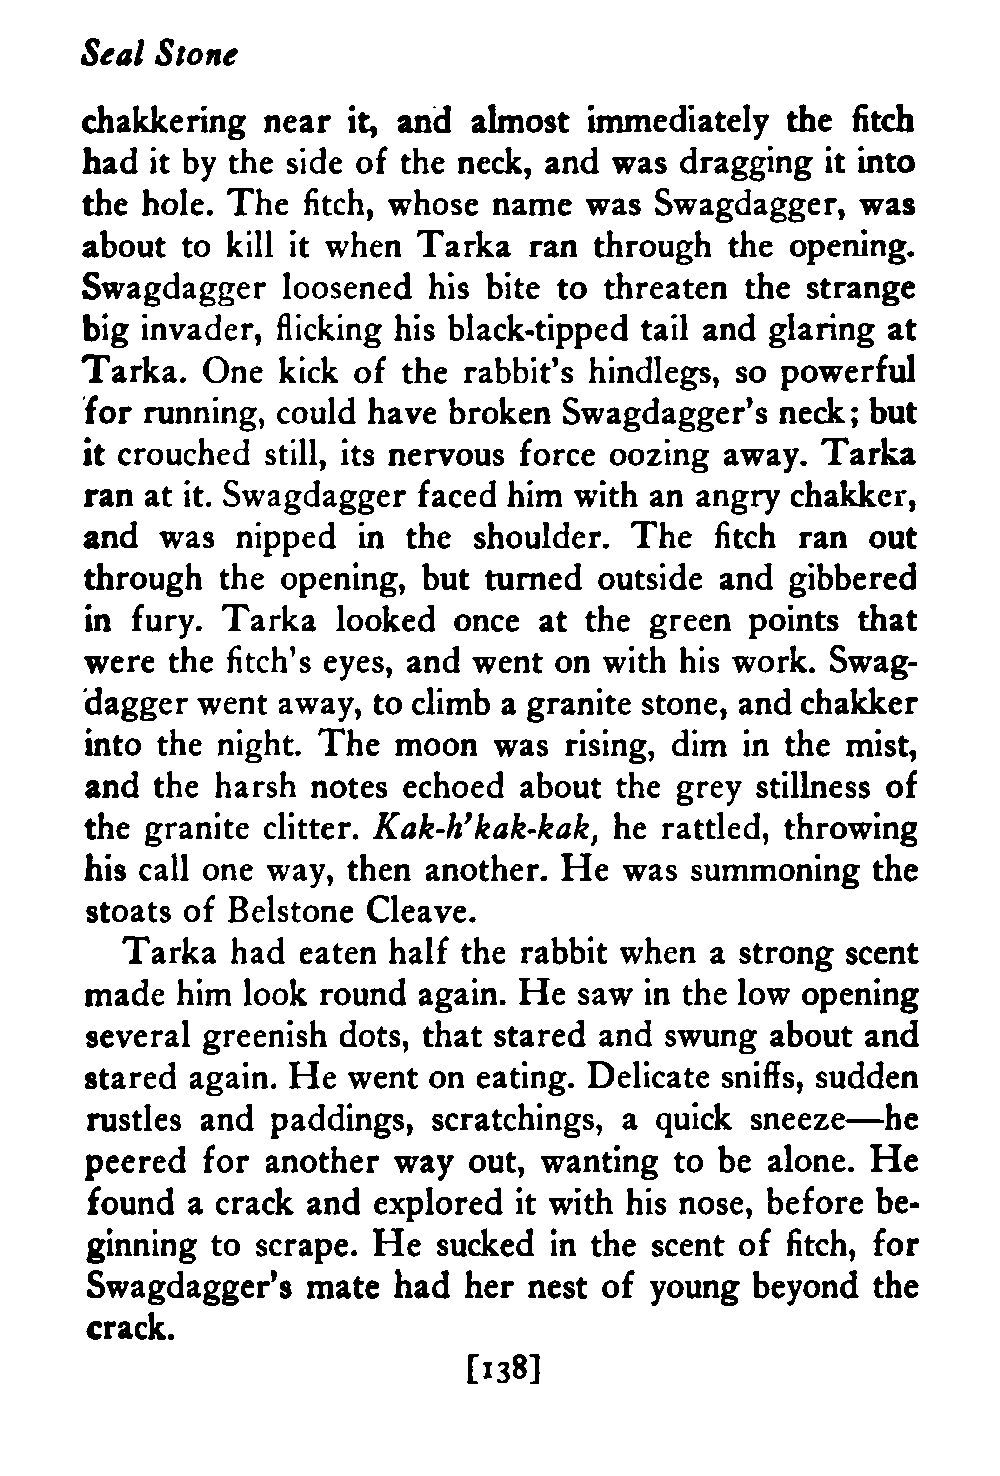 Seal Stone
chakkering near it, and almost immediately the fitch
had it by the side of the neck, and was dragging it into
the hole. The fitch, whose name was Swagdagger, was
about to kill it when Tarka ran through the opening.
Swagdagger loosened his bite to threaten the strange
big invader, flicking his black-tipped tail and glaring at
Tarka. One kick of the rabbit's hindlegs, so powerful
for running, could have broken Swagdagger's neck; but
it crouched still, its nervous force oozing away. Tarka
ran at it. Swagdagger faced him with an angry chakker,
and was nipped in the shoulder. The fitch ran out
through the opening, but turned outside and gibbered
in fury. Tarka looked once at the green points that
were the fitch's eyes, and went on with his work. Swag-
dagger went away, to climb a granite stone, and chakker
into the night. The moon was rising, dim in the mist,
and the harsh notes echoed about the grey stillness of
the granite clitter. Kak-h'kak-kak, he rattled, throwing
his call one way, then another. He was summoning the
stoats of Belstone Cleave.
Tarka had eaten half the rabbit when a strong scent
made him look round again. He saw in the low opening
several greenish dots, that stared and swung about and
stared again. He went on eating. Delicate sniffs, sudden
rustles and paddings, scratchings, a quick sneeze—he
peered for another way out, wanting to be alone. He
found a crack and explored it with his nose, before be-
ginning to scrape. He sucked in the scent of fitch, for
Swagdagger's mate had her nest of young beyond the
crack.
[138]